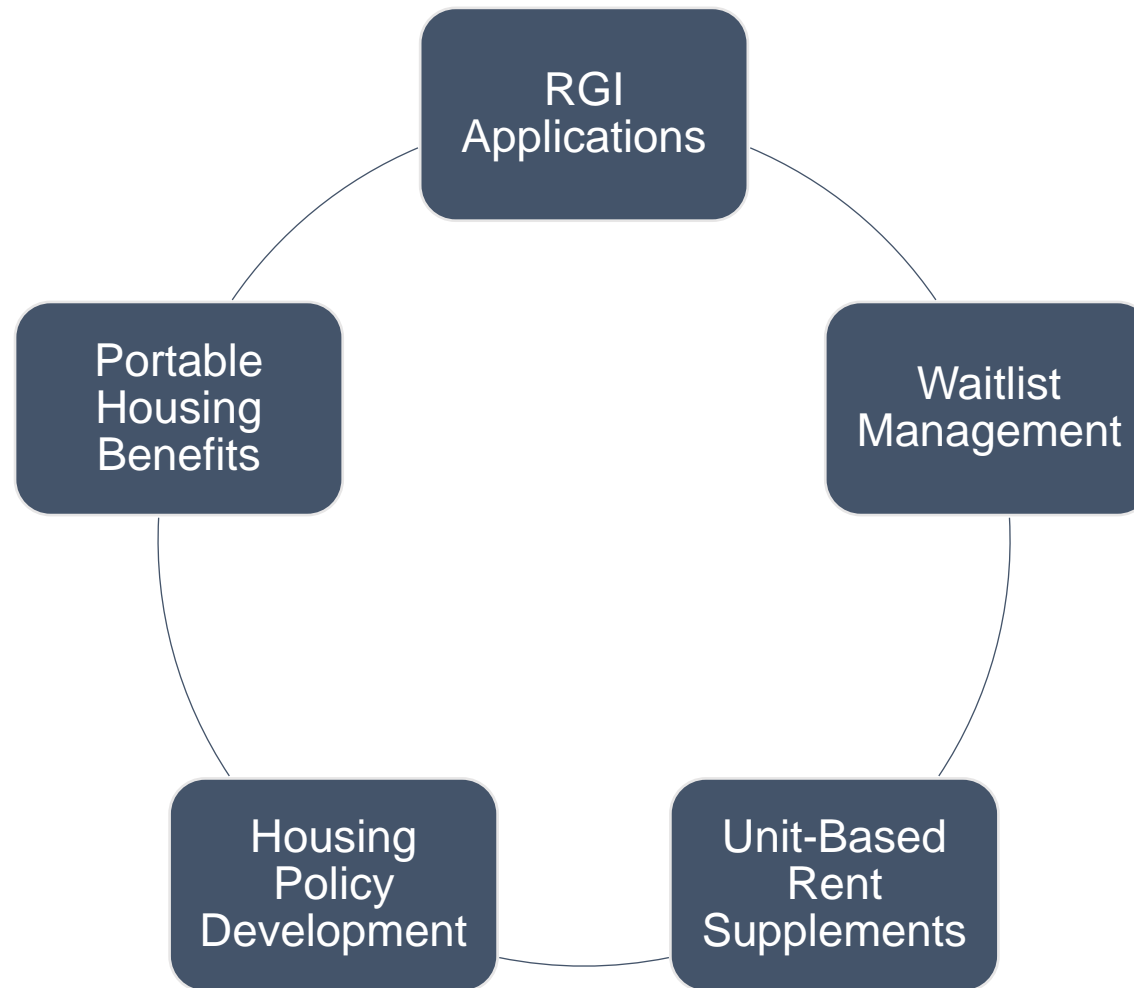 RGI
Applications
Waitlist
Management
Unit-Based
Rent
Supplements
Housing
Policy
Development
Portable
Housing
Benefits